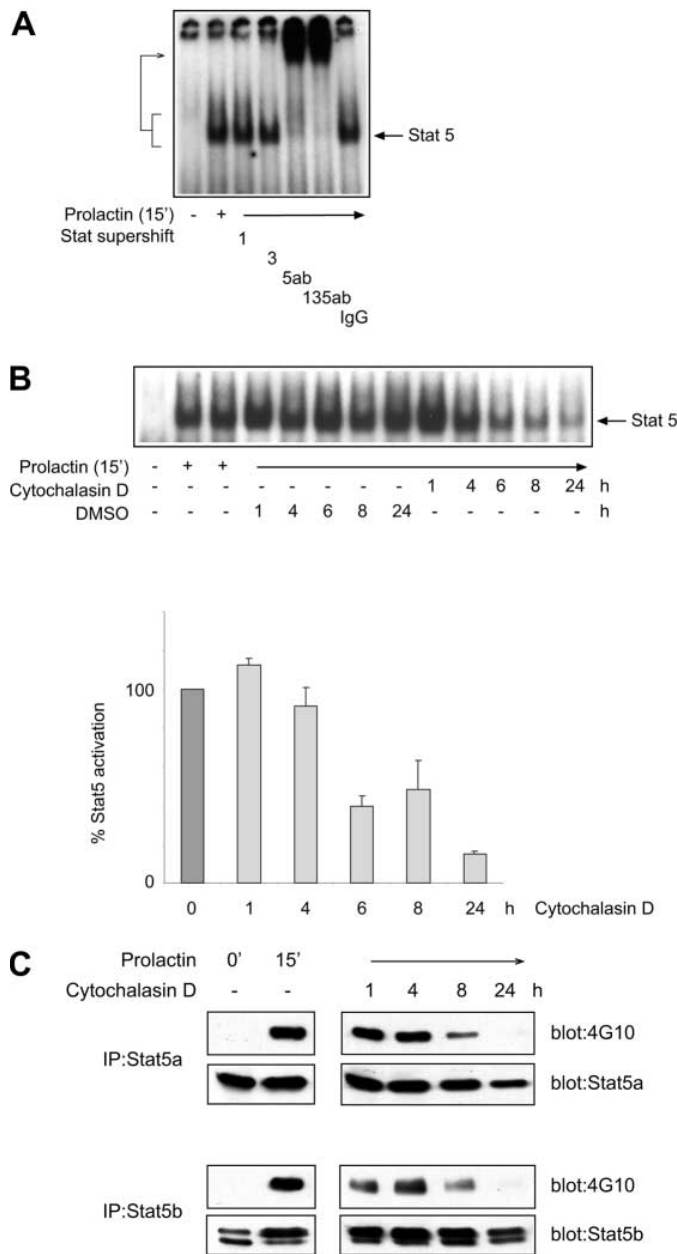 A
Stat 5
Prolactin (15') - +
Stat supershift 1
3
5ab
135ab
IgG
B
Stat 5
Prolactin (15') - + +
Cytochalasin D - - - - - - - - 1 4 6 8 24 h
DMSO - - - 1 4 6 8 24 - - - - - h
% Stat5 activation
100
0
0 1 4 6 8 24 h Cytochalasin D
C
Prolactin 0' 15'
Cytochalasin D - - 1 4 8 24 h
IP:Stat5a
blot:4G10
blot:Stat5a
IP:Stat5b
blot:4G10
blot:Stat5b